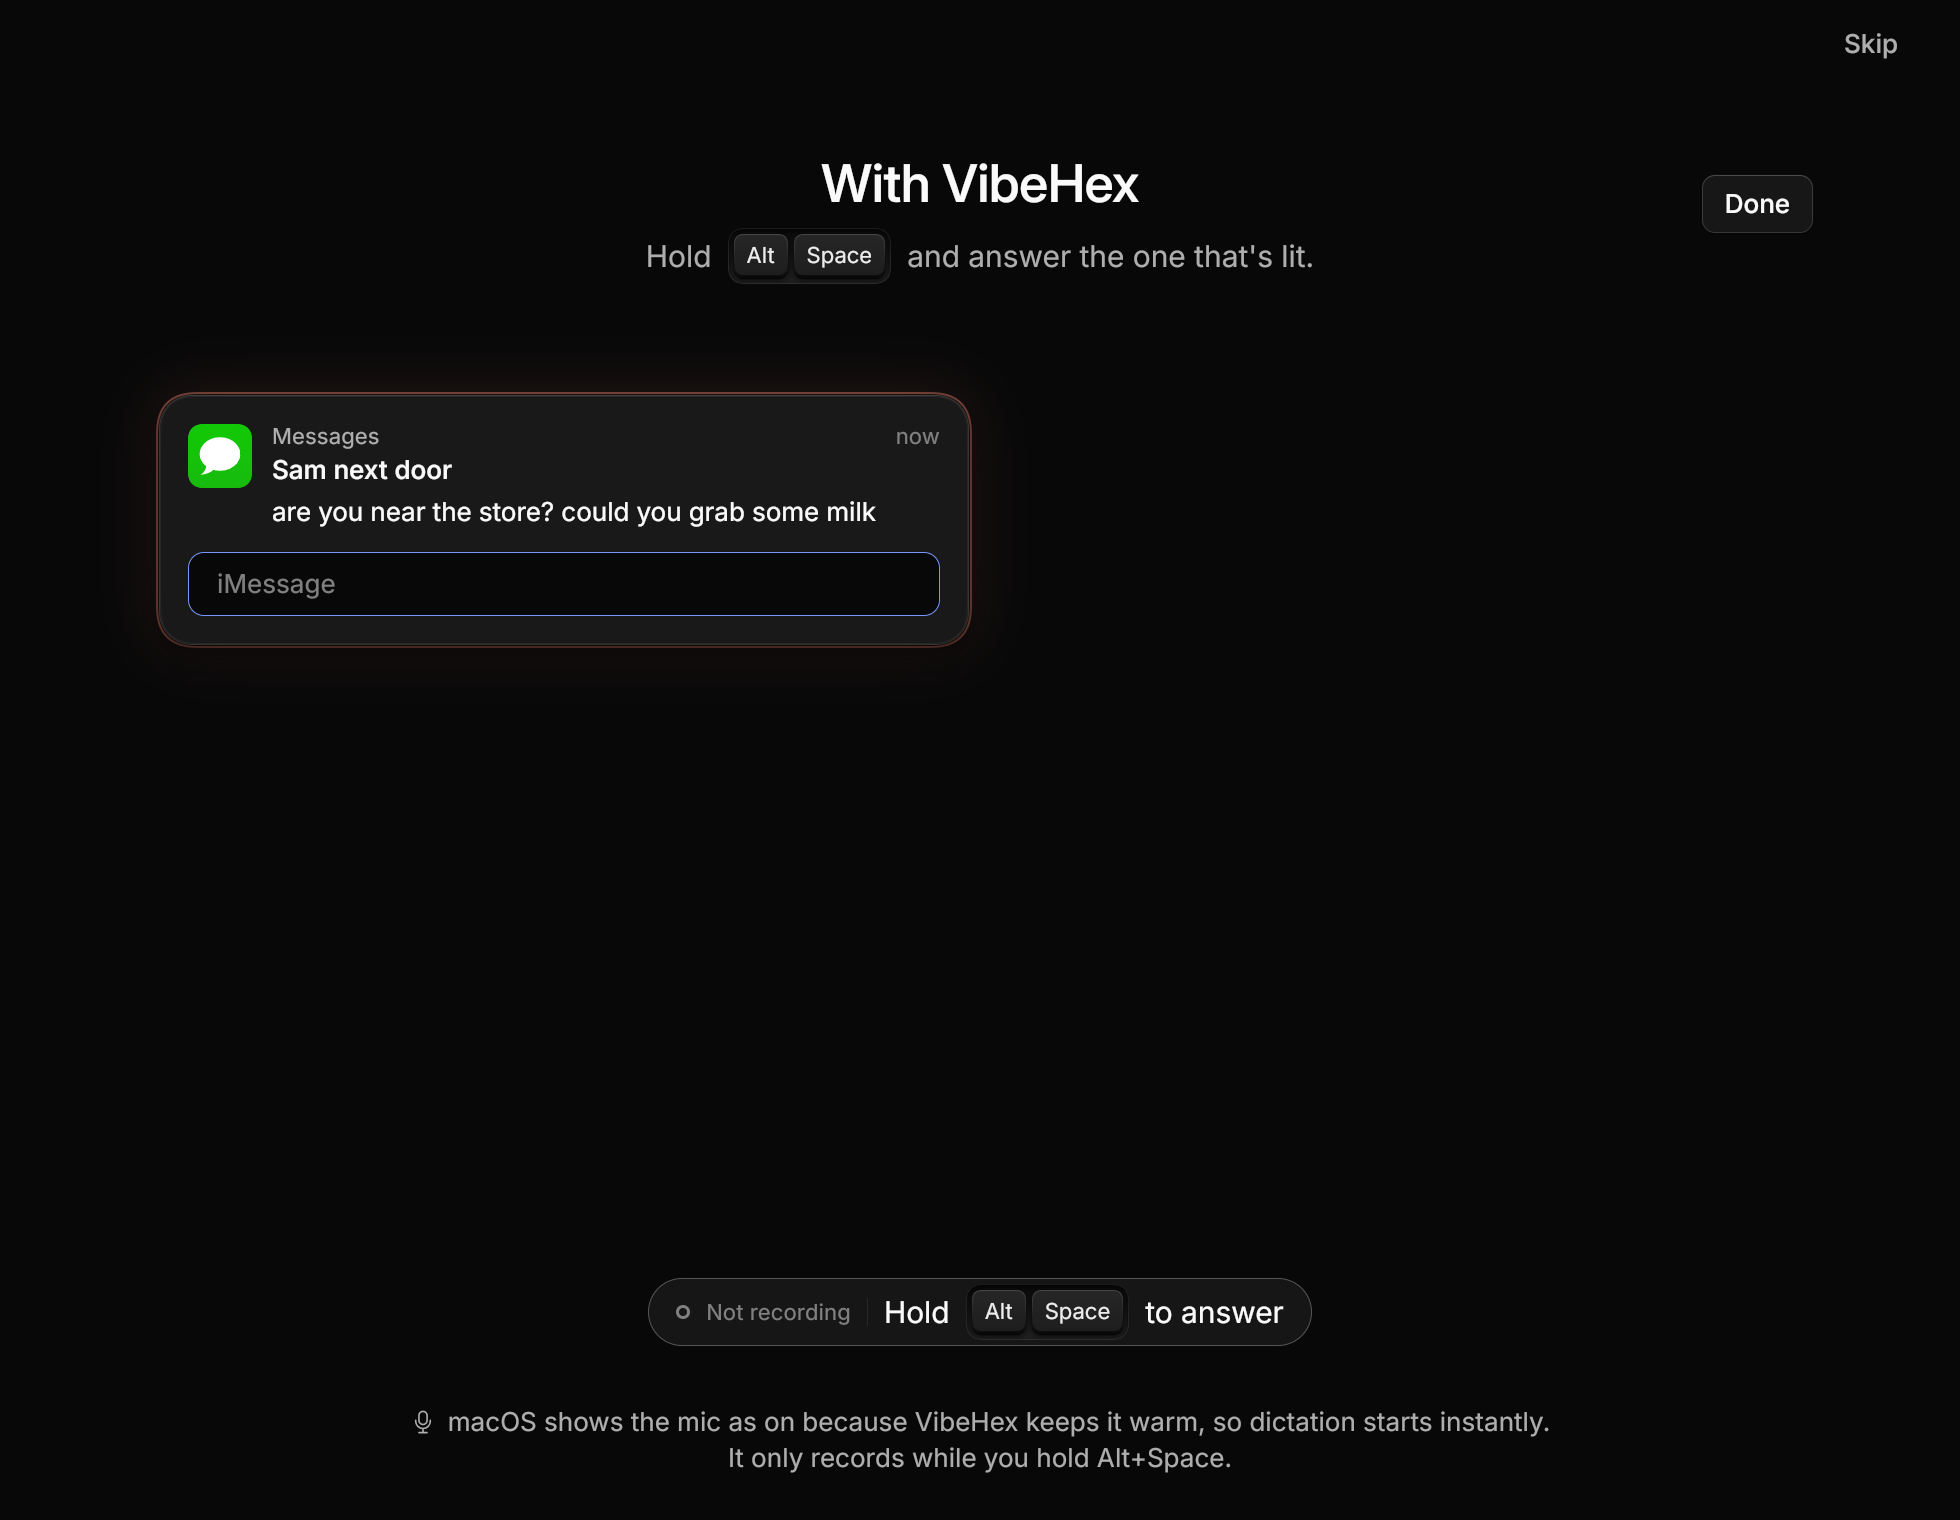 Skip
With VibeHex
Done
Hold Alt Space and answer the one that's lit.
Messages
now
Sam next door
are you near the store? could you grab some milk
iMessage
Not recording Hold Alt Space to answer
macOS shows the mic as on because VibeHex keeps it warm, so dictation starts instantly.
It only records while you hold Alt+Space.